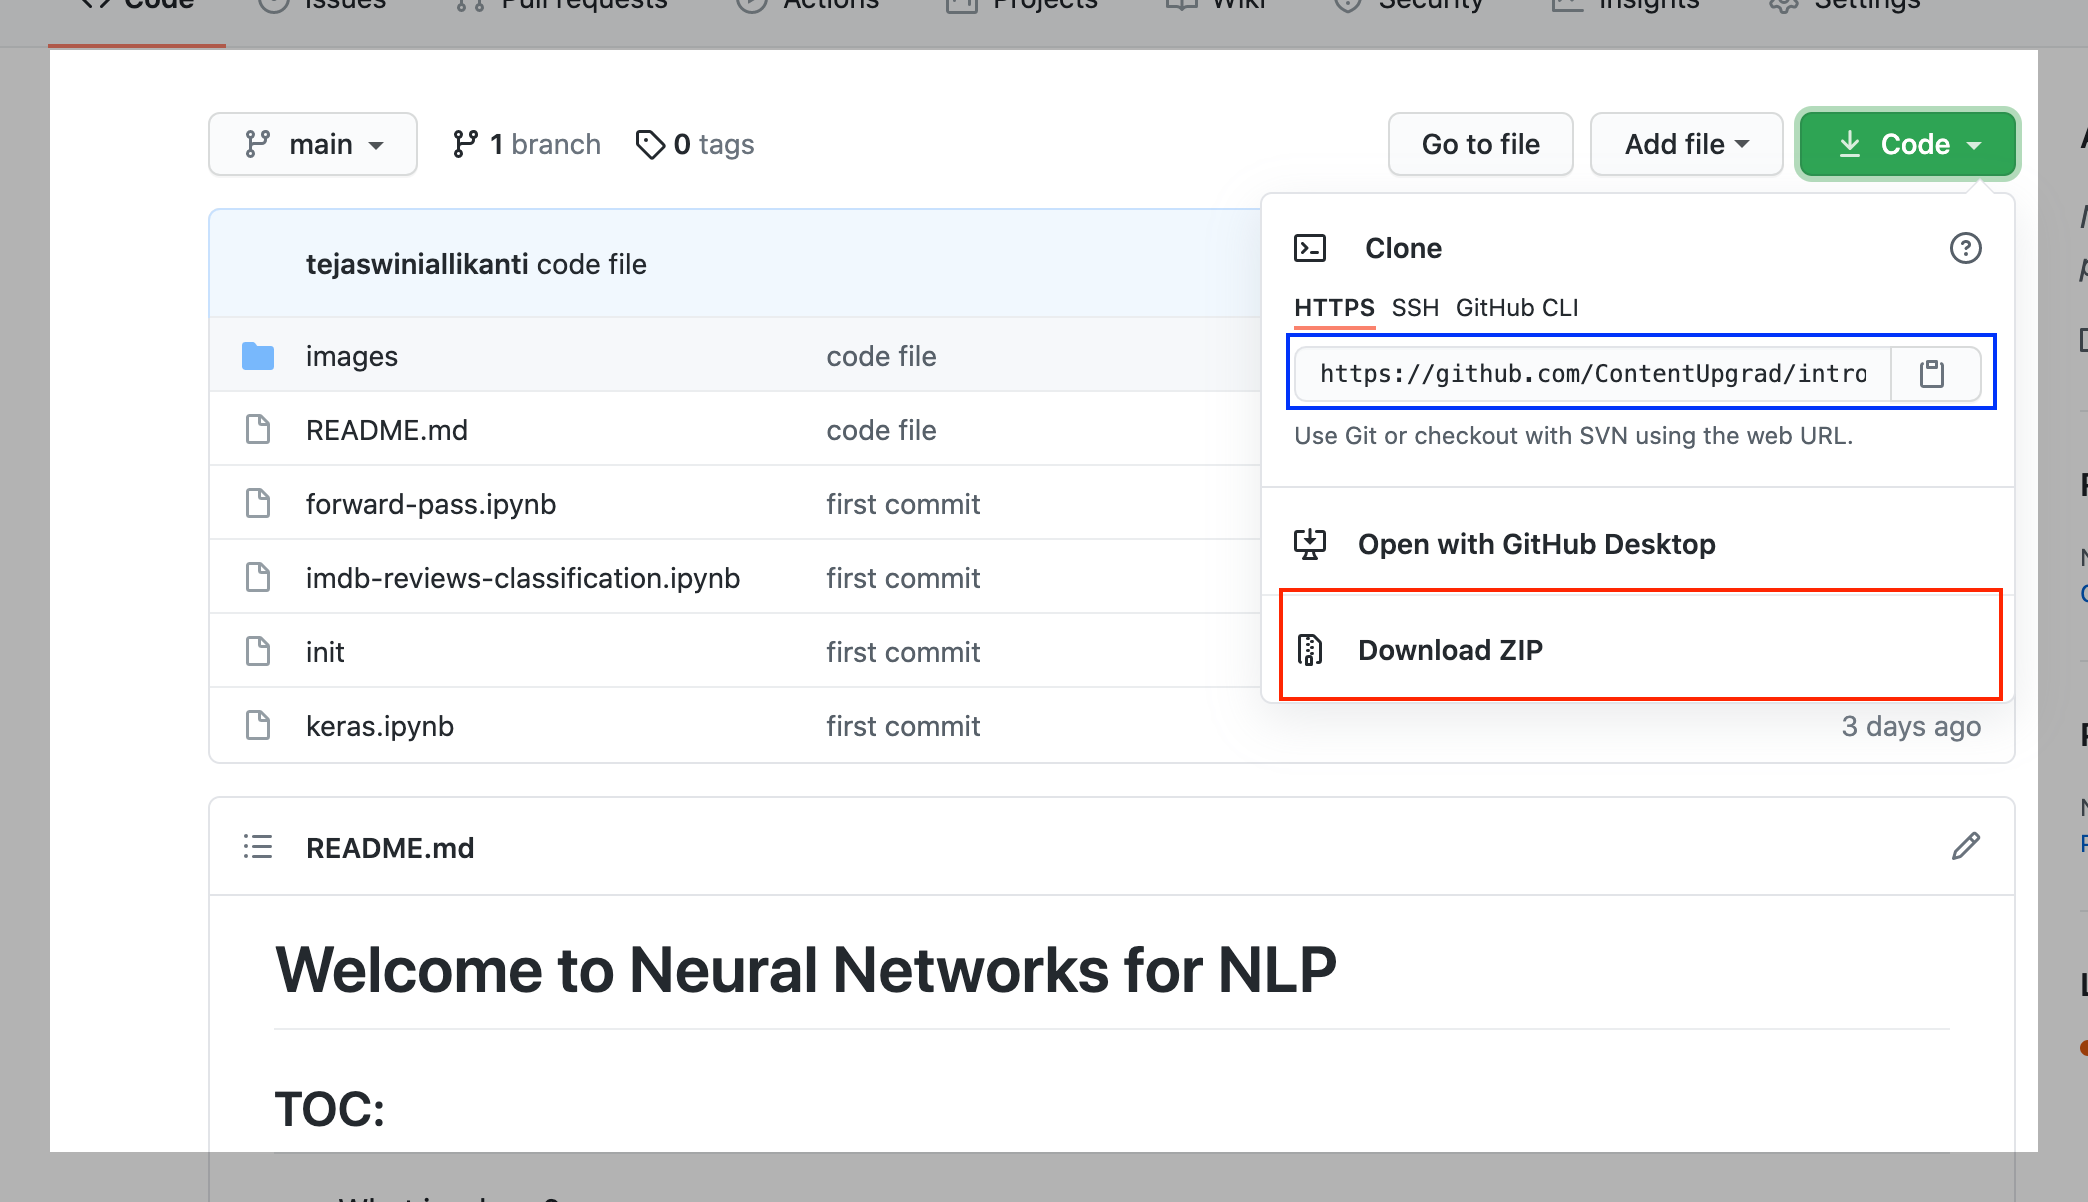 Code Issues Pull requests Actions Projects Wiki Security Insights Settings
main 1 branch 0 tags Go to file Add file Code
tejaswiniallikanti code file
Clone
HTTPS SSH GitHub CLI
https://github.com/ContentUpgrad/intro
Use Git or checkout with SVN using the web URL.
Open with GitHub Desktop
Download ZIP
images code file
README.md code file
forward-pass.ipynb first commit
imdb-reviews-classification.ipynb first commit
init first commit
keras.ipynb first commit 3 days ago
README.md
Welcome to Neural Networks for NLP
TOC: